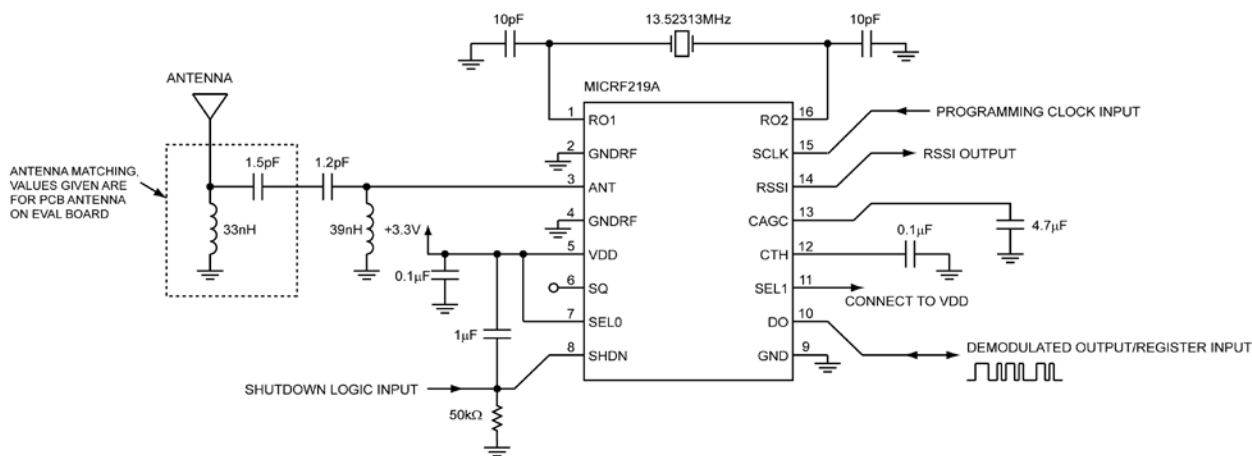 10pF
13.52313MHz
10pF
ANTENNA
MICRF219A
1
RO1
RO2
16
PROGRAMMING CLOCK INPUT
2
GNDRF
SCLK
15
RSSI OUTPUT
ANTENNA MATCHING,
VALUES GIVEN ARE
FOR PCB ANTENNA
ON EVAL BOARD
1.5pF
1.2pF
3
ANT
RSSI
14
33nH
39nH
+3.3V
4
GNDRF
CAGC
13
4.7μF
0.1μF
5
VDD
CTH
12
0.1μF
6
SQ
SEL1
11
CONNECT TO VDD
1μF
7
SEL0
DO
10
DEMODULATED OUTPUT/REGISTER INPUT
8
SHDN
GND
9
SHUTDOWN LOGIC INPUT
50kΩ